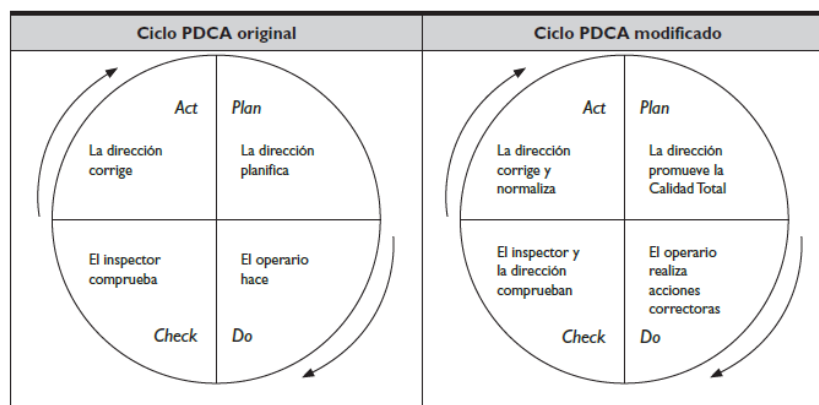 Ciclo PDCA original
Act
Plan
La dirección
corrige
La dirección
planifica
El inspector
comprueba
El operario
hace
Check
Do
Ciclo PDCA modificado
Act
Plan
La dirección
corrige y
normaliza
La dirección
promueve la
Calidad Total
El inspector y
la dirección
comprueban
El operario
realiza
acciones
correctoras
Check
Do